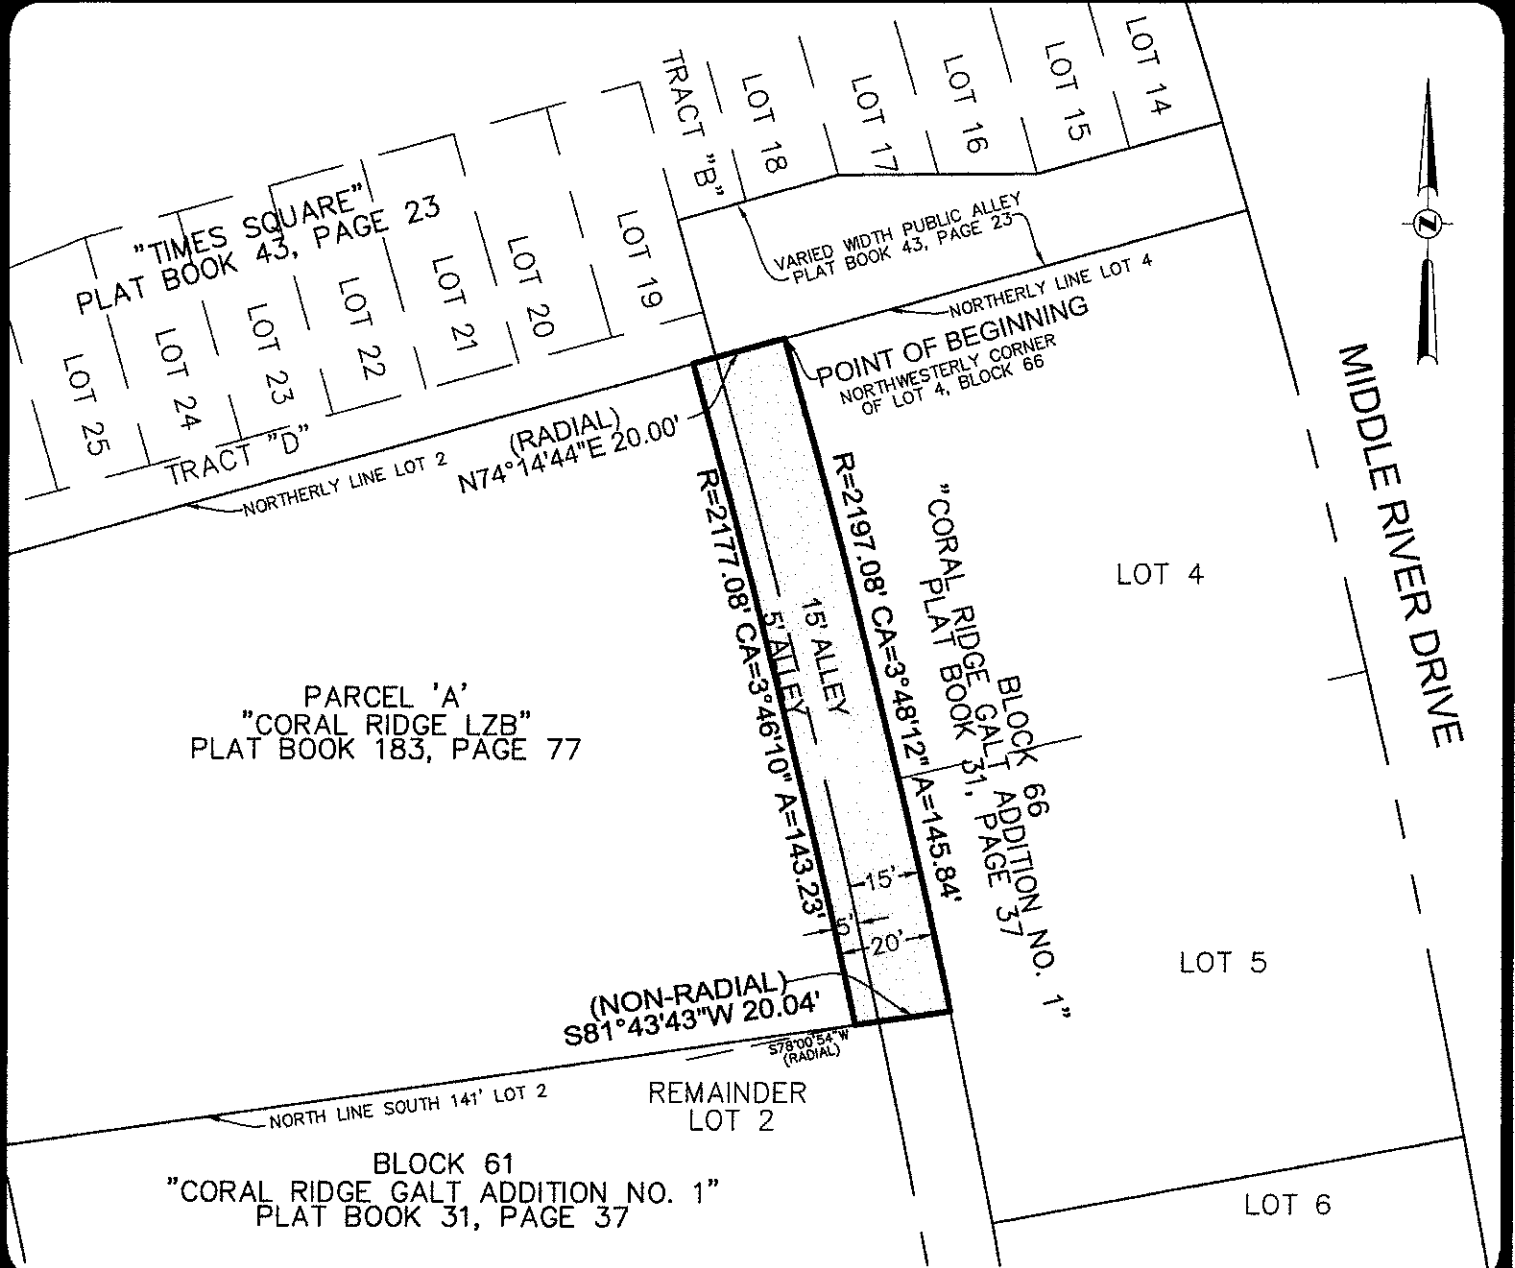 TRACT "B"
LOT 18
LOT 17
LOT 16
LOT 15
LOT 14
"TIMES SQUARE"
PLAT BOOK 43, PAGE 23
LOT 25
LOT 24
LOT 23
LOT 22
LOT 21
LOT 20
LOT 19
TRACT "D"
VARIED WIDTH PUBLIC ALLEY
PLAT BOOK 43, PAGE 23
NORTHERLY LINE LOT 4
POINT OF BEGINNING
NORTHWESTERLY CORNER
OF LOT 4, BLOCK 66
N
MIDDLE RIVER DRIVE
NORTHERLY LINE LOT 2
(RADIAL)
N74°14'44"E 20.00'
R=2177.08' CA=3°46'10" A=143.23'
5' ALLEY
15' ALLEY
R=2197.08' CA=3°48'12" A=145.84'
BLOCK 66
"CORAL RIDGE GALT ADDITION NO. 1"
PLAT BOOK 31, PAGE 37
LOT 4
PARCEL 'A'
"CORAL RIDGE LZB"
PLAT BOOK 183, PAGE 77
15'
5'
20'
LOT 5
(NON-RADIAL)
S81°43'43"W 20.04'
S78°00'54"W
(RADIAL)
NORTH LINE SOUTH 141' LOT 2
REMAINDER
LOT 2
BLOCK 61
"CORAL RIDGE GALT ADDITION NO. 1"
PLAT BOOK 31, PAGE 37
LOT 6